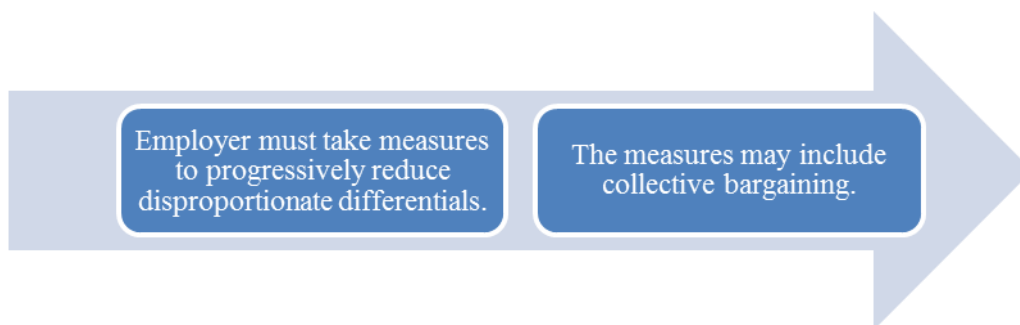 Employer must take measures
to progressively reduce
disproportionate differentials.
The measures may include
collective bargaining.